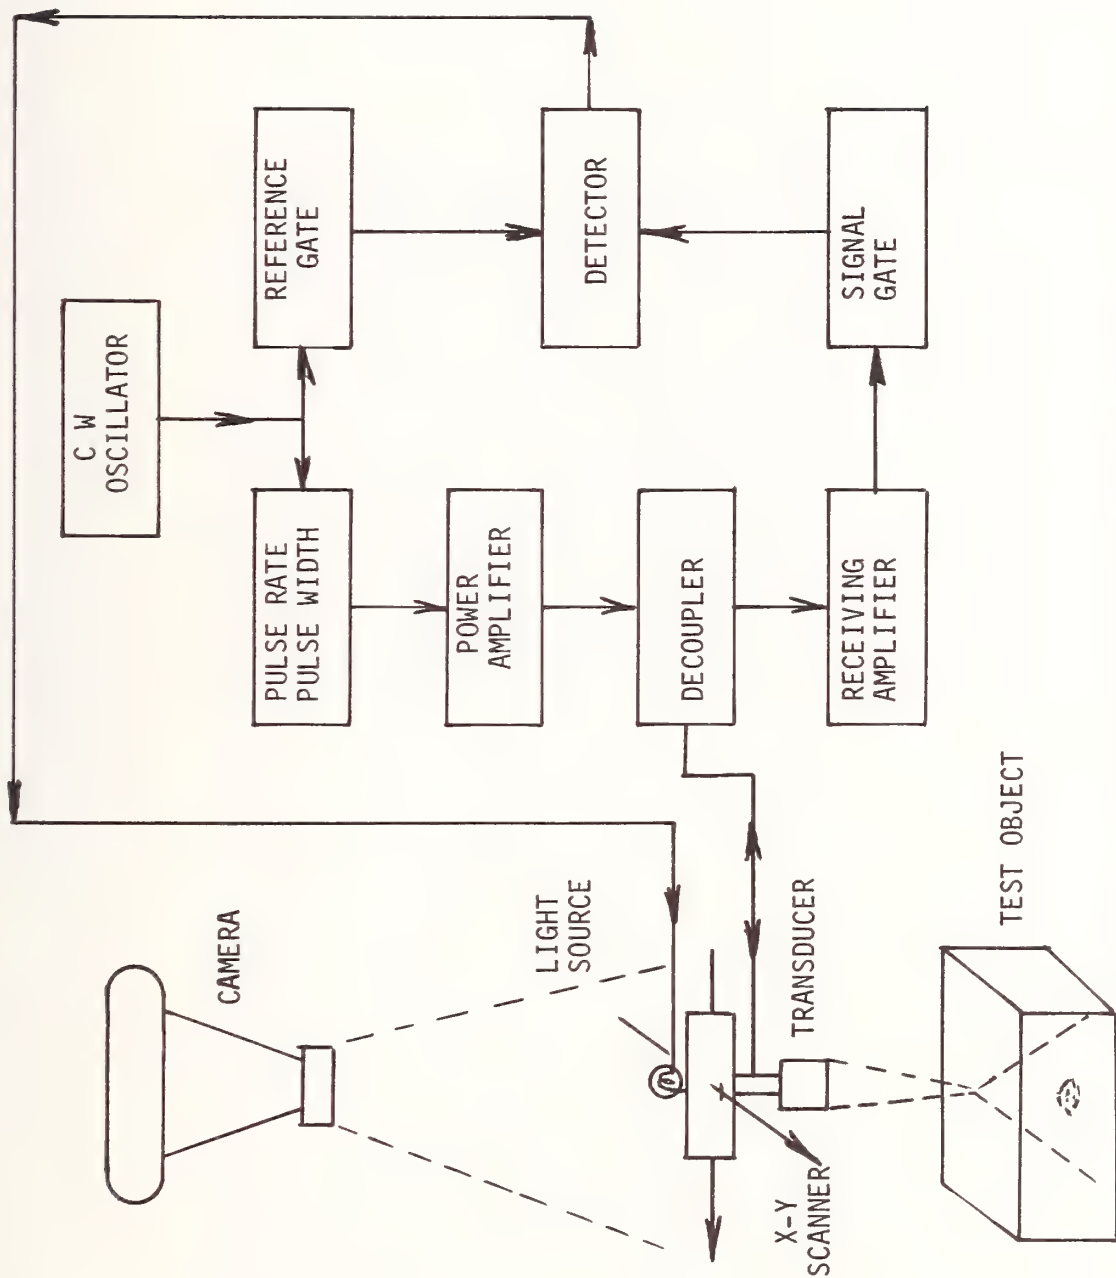 C W
OSCILLATOR
PULSE RATE
PULSE WIDTH
REFERENCE
GATE
POWER
AMPLIFIER
DETECTOR
DECOUPLER
RECEIVING
AMPLIFIER
SIGNAL
GATE
CAMERA
LIGHT
SOURCE
TRANSDUCER
X-Y
SCANNER
TEST OBJECT